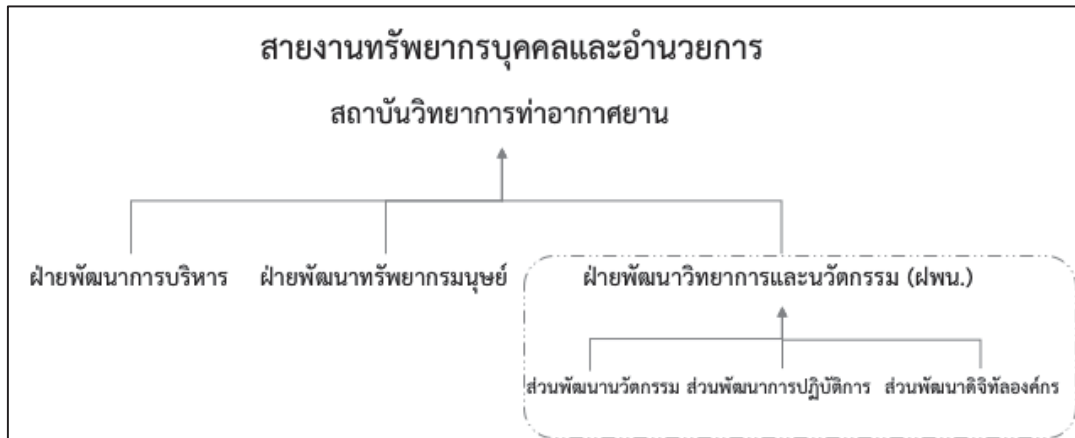 สายงานทรัพยากรบุคคลและอำนวยการ
สถาบันวิทยาการท่าอากาศยาน
ฝ่ายพัฒนาการบริหาร ฝ่ายพัฒนาทรัพยากรมนุษย์ ฝ่ายพัฒนาวิทยาการและนวัตกรรม (ฝพน.)
ส่วนพัฒนานวัตกรรม ส่วนพัฒนาการปฏิบัติการ ส่วนพัฒนาดิจิทัลองค์กร